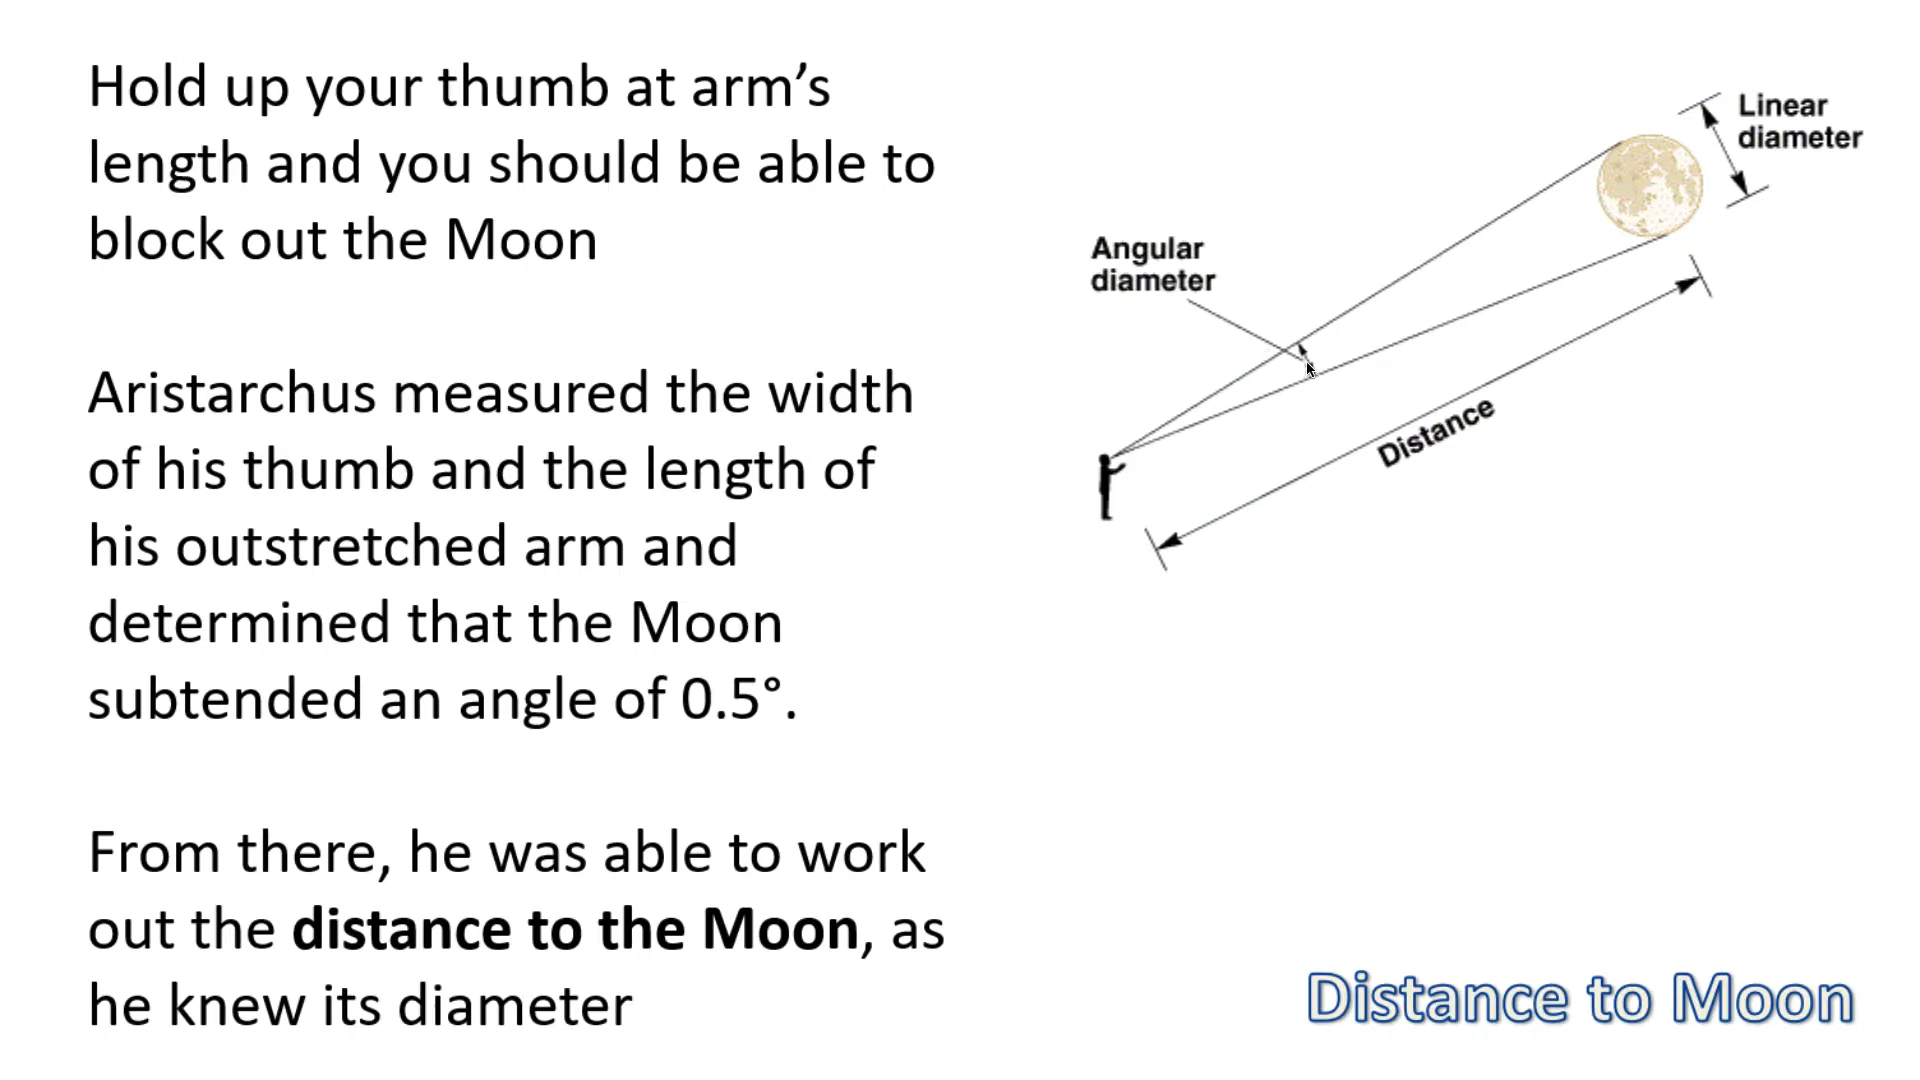 Hold up your thumb at arm’s
length and you should be able to
block out the Moon
Aristarchus measured the width
of his thumb and the length of
his outstretched arm and
determined that the Moon
subtended an angle of 0.5°.
From there, he was able to work
out the distance to the Moon, as
he knew its diameter
Linear
diameter
Angular
diameter
Distance
Distance to Moon